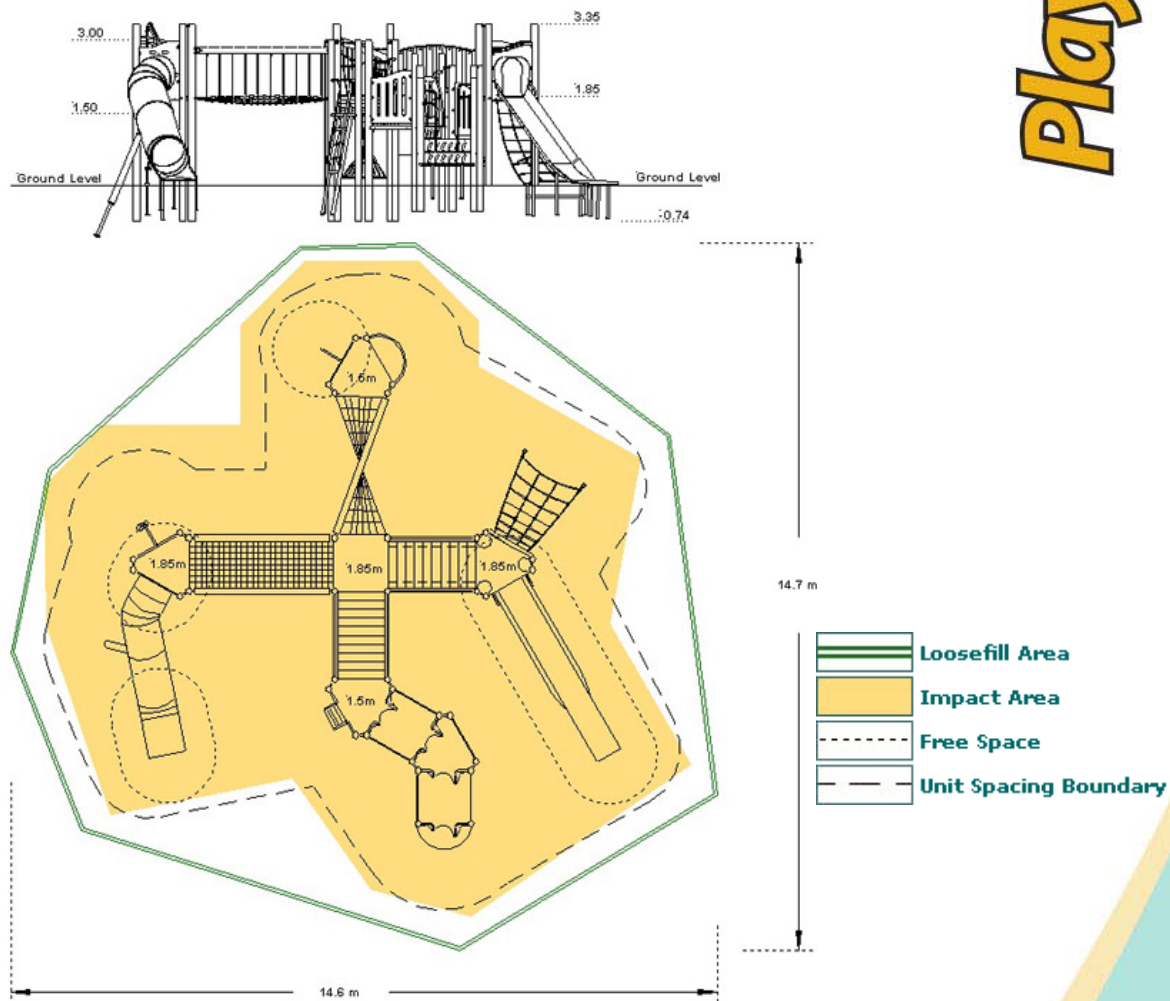 3.00
3.35
1.50
1.85
Ground Level
Ground Level
-0.74
Play
1.5m
1.85m
1.85m
1.85m
1.5m
14.7 m
14.6 m
Loosefill Area
Impact Area
Free Space
Unit Spacing Boundary